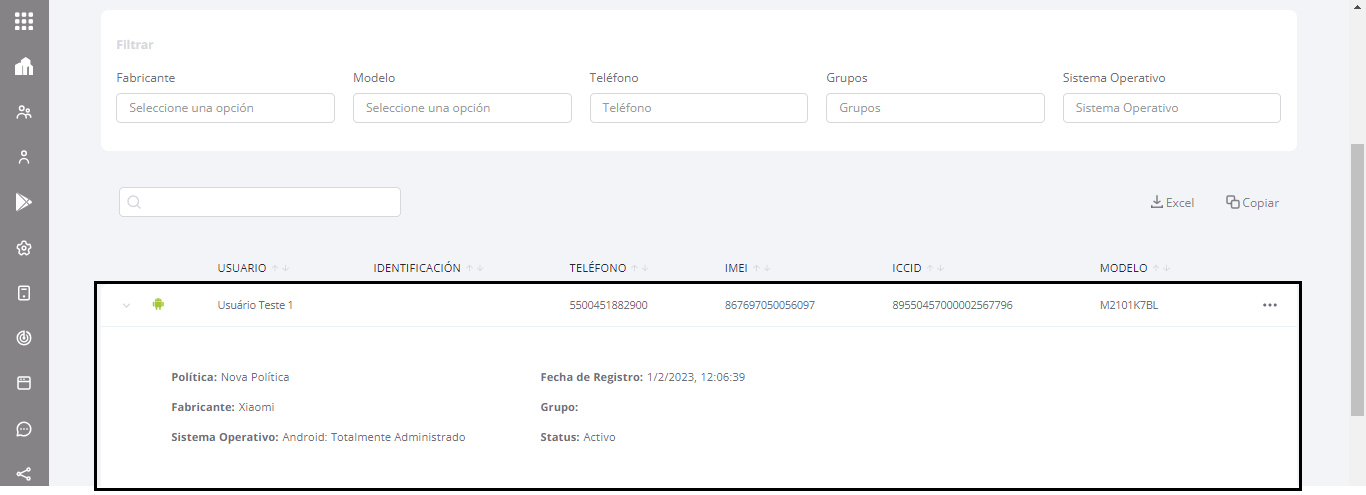 Filtrar
Fabricante Modelo Teléfono Grupos Sistema Operativo
Seleccione una opción Seleccione una opción Teléfono Grupos Sistema Operativo
Excel Copiar
USUARIO IDENTIFICACIÓN TELÉFONO IMEI ICCID MODELO
Usuário Teste 1 5500451882900 867697050056097 89550457000002567796 M2101K7BL
Política: Nova Política Fecha de Registro: 1/2/2023, 12:06:39
Fabricante: Xiaomi Grupo:
Sistema Operativo: Android: Totalmente Administrado Status: Activo